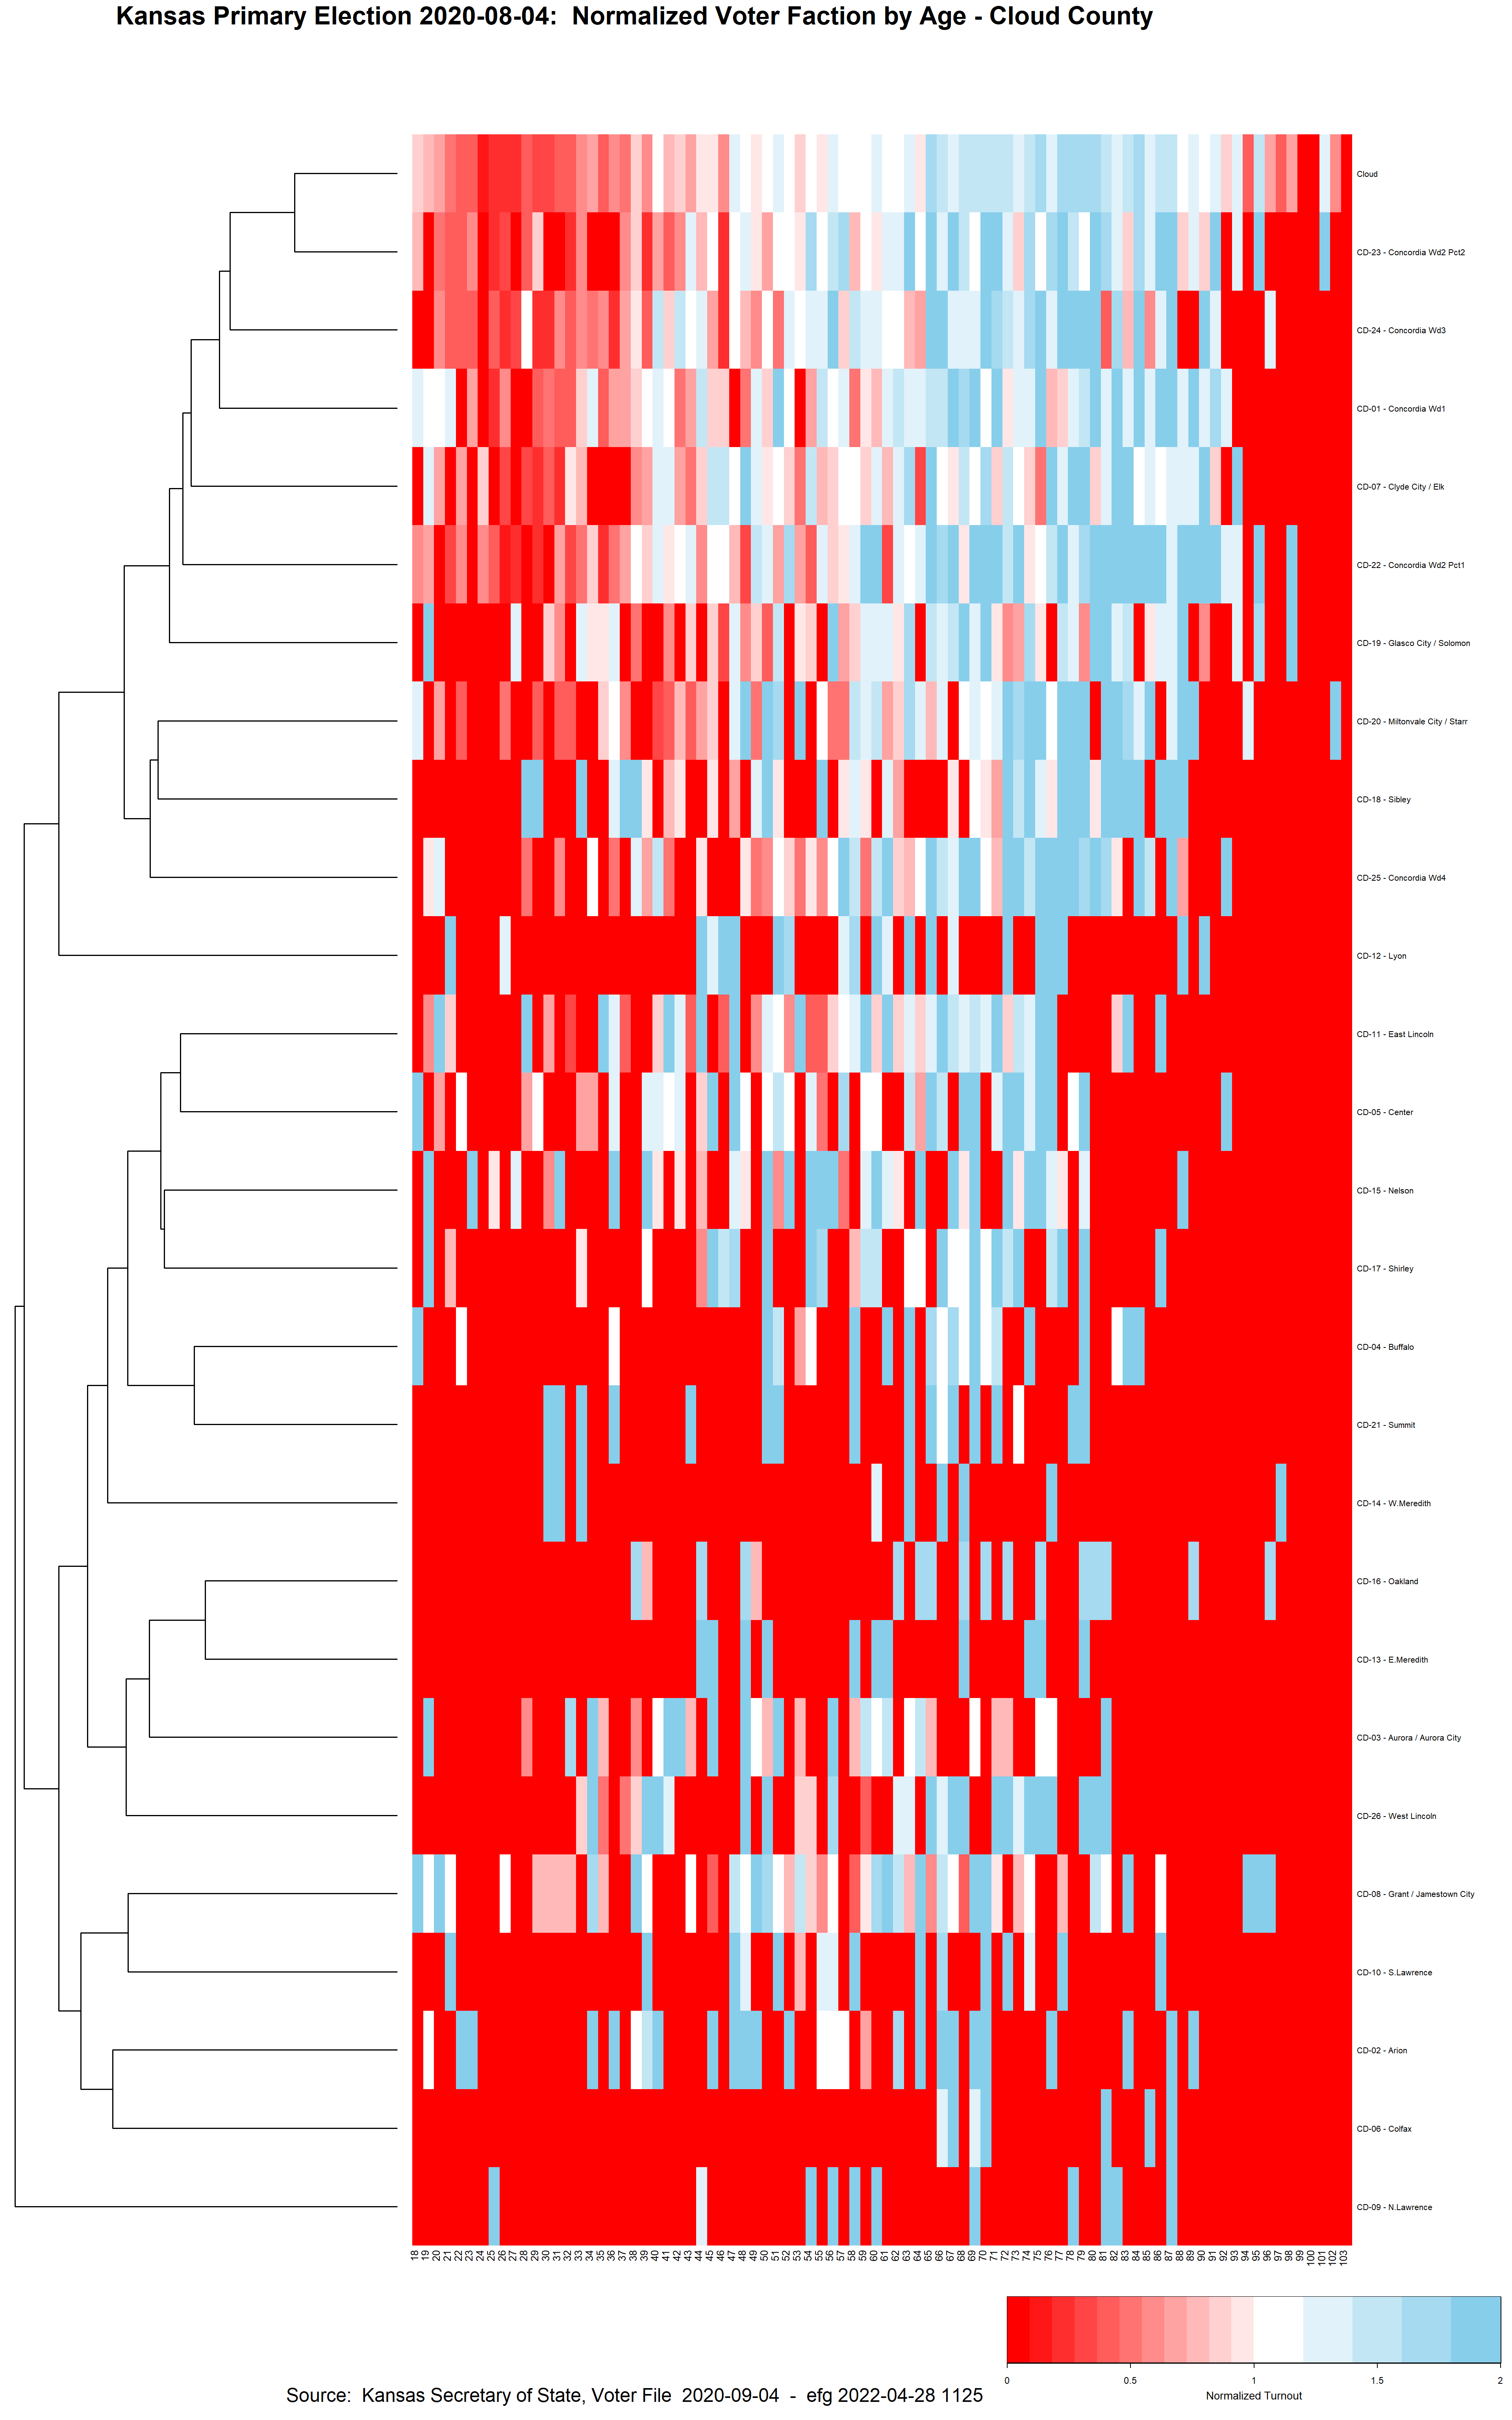 Kansas Primary Election 2020-08-04:  Normalized Voter Faction by Age - Cloud County
Cloud
CD-23 - Concordia Wd2 Pct2
CD-24 - Concordia Wd3
CD-01 - Concordia Wd1
CD-07 - Clyde City / Elk
CD-22 - Concordia Wd2 Pct1
CD-19 - Glasco City / Solomon
CD-20 - Miltonvale City / Starr
CD-18 - Sibley
CD-25 - Concordia Wd4
CD-12 - Lyon
CD-11 - East Lincoln
CD-05 - Center
CD-15 - Nelson
CD-17 - Shirley
CD-04 - Buffalo
CD-21 - Summit
CD-14 - W.Meredith
CD-16 - Oakland
CD-13 - E.Meredith
CD-03 - Aurora / Aurora City
CD-26 - West Lincoln
CD-08 - Grant / Jamestown City
CD-10 - S.Lawrence
CD-02 - Arion
CD-06 - Colfax
CD-09 - N.Lawrence
18 19 20 21 22 23 24 25 26 27 28 29 30 31 32 33 34 35 36 37 38 39 40 41 42 43 44 45 46 47 48 49 50 51 52 53 54 55 56 57 58 59 60 61 62 63 64 65 66 67 68 69 70 71 72 73 74 75 76 77 78 79 80 81 82 83 84 85 86 87 88 89 90 91 92 93 94 95 96 97 98 99 100 101 102 103
0 0.5 1 1.5 2
Normalized Turnout
Source:  Kansas Secretary of State, Voter File  2020-09-04  -  efg 2022-04-28 1125